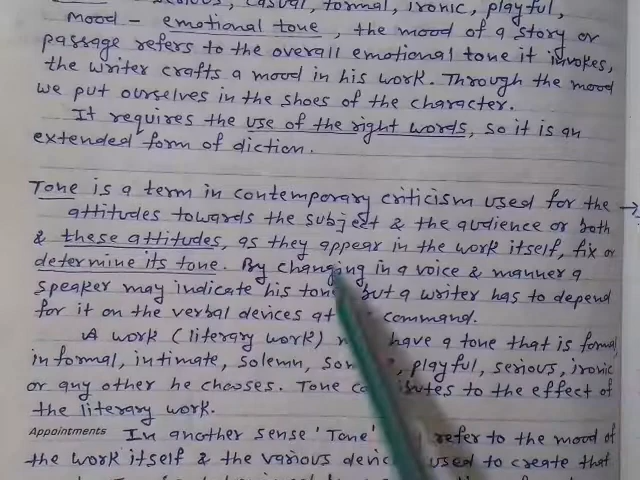 casual, formal, ironic, playful,
Mood - emotional tone, the mood of a story or
passage refers to the overall emotional tone it invokes,
the writer crafts a mood in his work. Through the mood
we put ourselves in the shoes of the character.
It requires the use of the right words, so it is an
extended form of diction.
Tone is a term in contemporary criticism used for the →
attitudes towards the subject & the audience or both
& these attitudes, as they appear in the work itself, fix or
determine its tone. By changing in a voice & manner a
speaker may indicate his tone but a writer has to depend
for it on the verbal devices at command.
A work (literary work) have a tone that is formal,
informal, intimate, solemn, playful, serious, ironic
or any other he chooses. Tone to the effect of
the literary work.
Appointments In another sense 'Tone' refer to the mood of
the work itself & the various used to create that